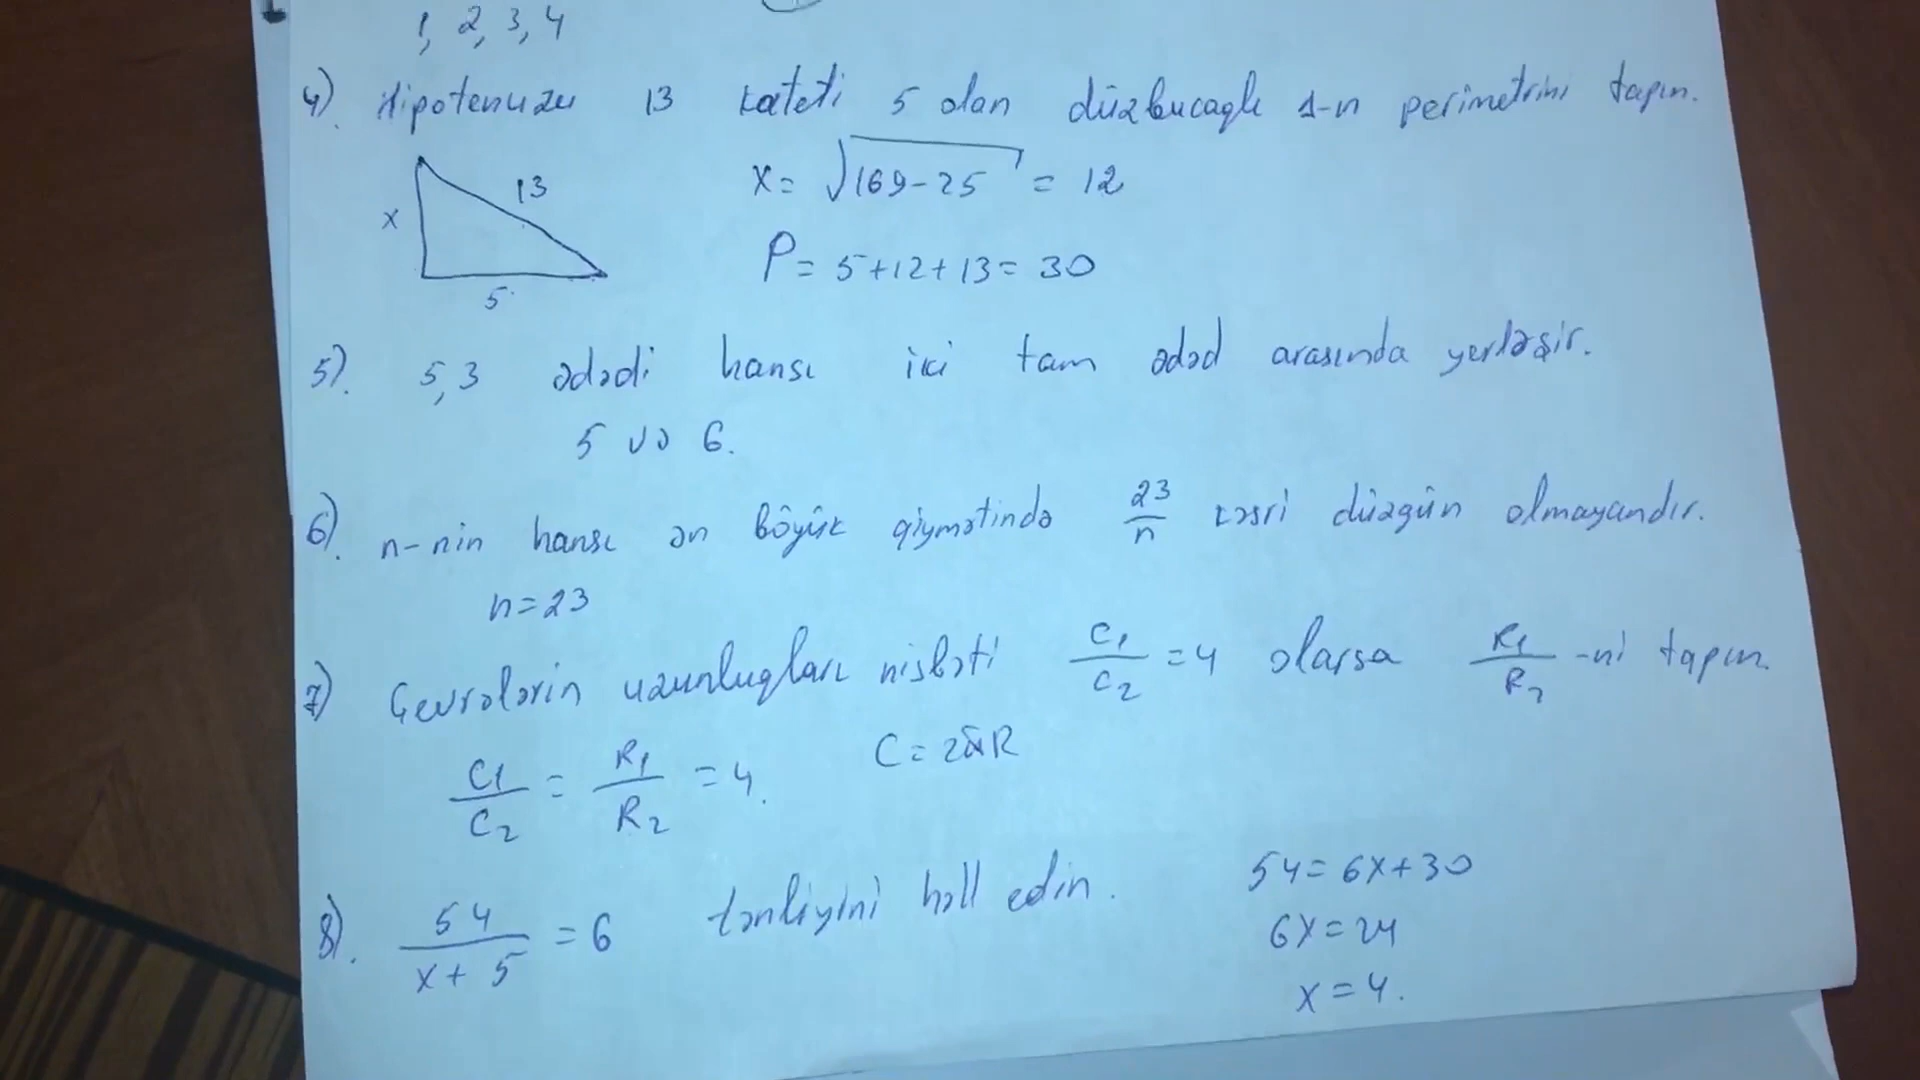 1, 2, 3, 4
4). Hipotenuzu 13 kateti 5 olan düzbucaqlı Δ-n perimetrini tapın.
x = √169-25 = 12
13
x
5
P = 5+12+13 = 30
5). 5,3 ədədi hansı iki tam ədəd arasında yerləşir.
5 və 6.
6). n-nin hansı ən böyük qiymətində 23/n kəsri düzgün olmayandır.
n=23
7) Çevrələrin uzunluqları nisbəti C1/C2 = 4 olarsa R1/R2 -ni tapın.
C1/C2 = R1/R2 = 4. C = 2πR
8). 54/x+5 = 6 tənliyini həll edin.
54 = 6x+30
6x = 24
x = 4.